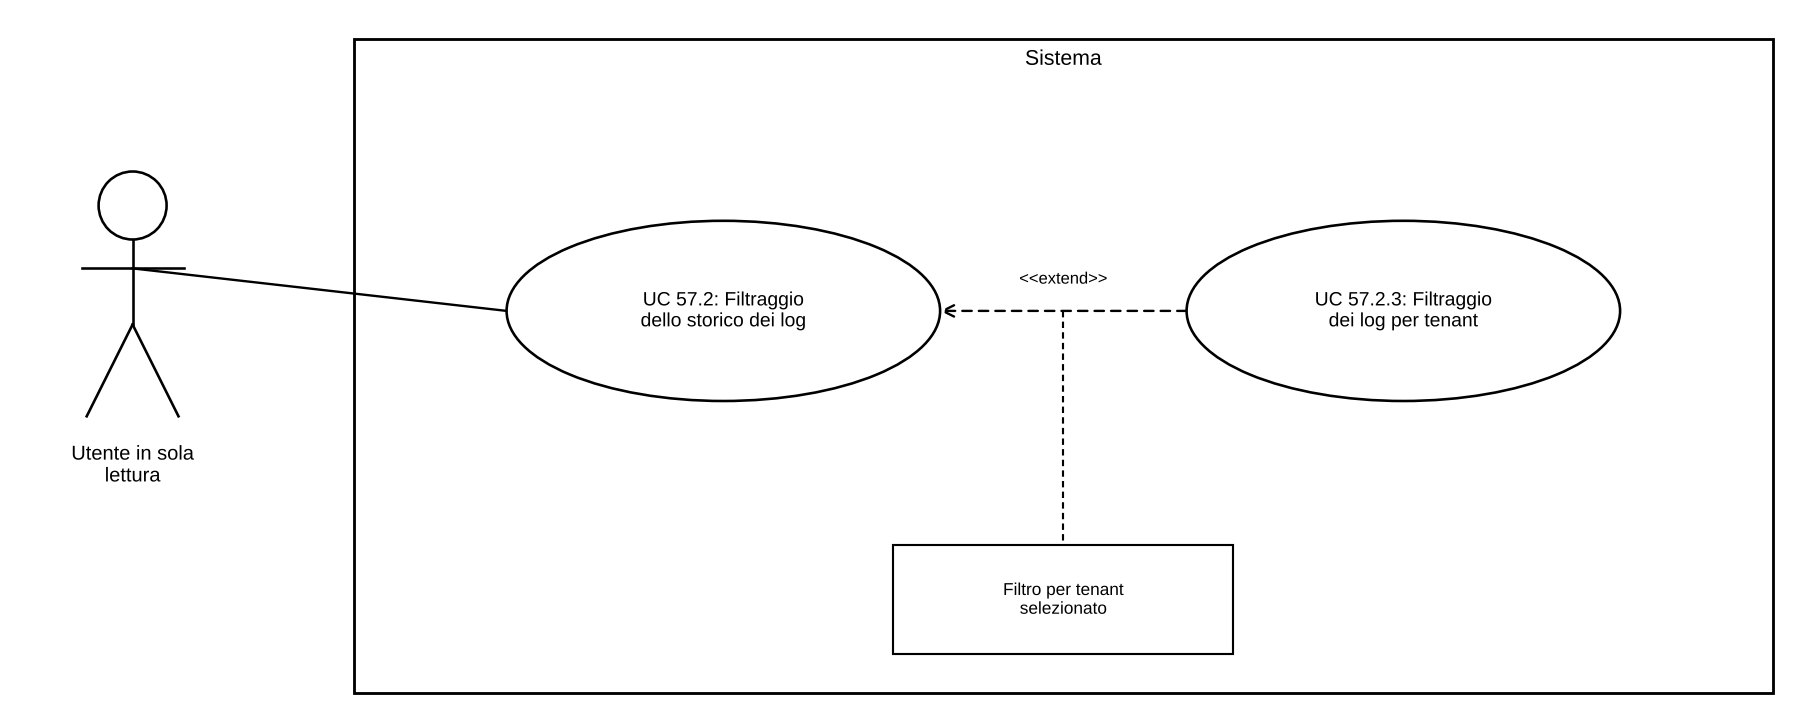 Sistema
Utente in sola
lettura
UC 57.2: Filtraggio
dello storico dei log
<<extend>>
UC 57.2.3: Filtraggio
dei log per tenant
Filtro per tenant
selezionato